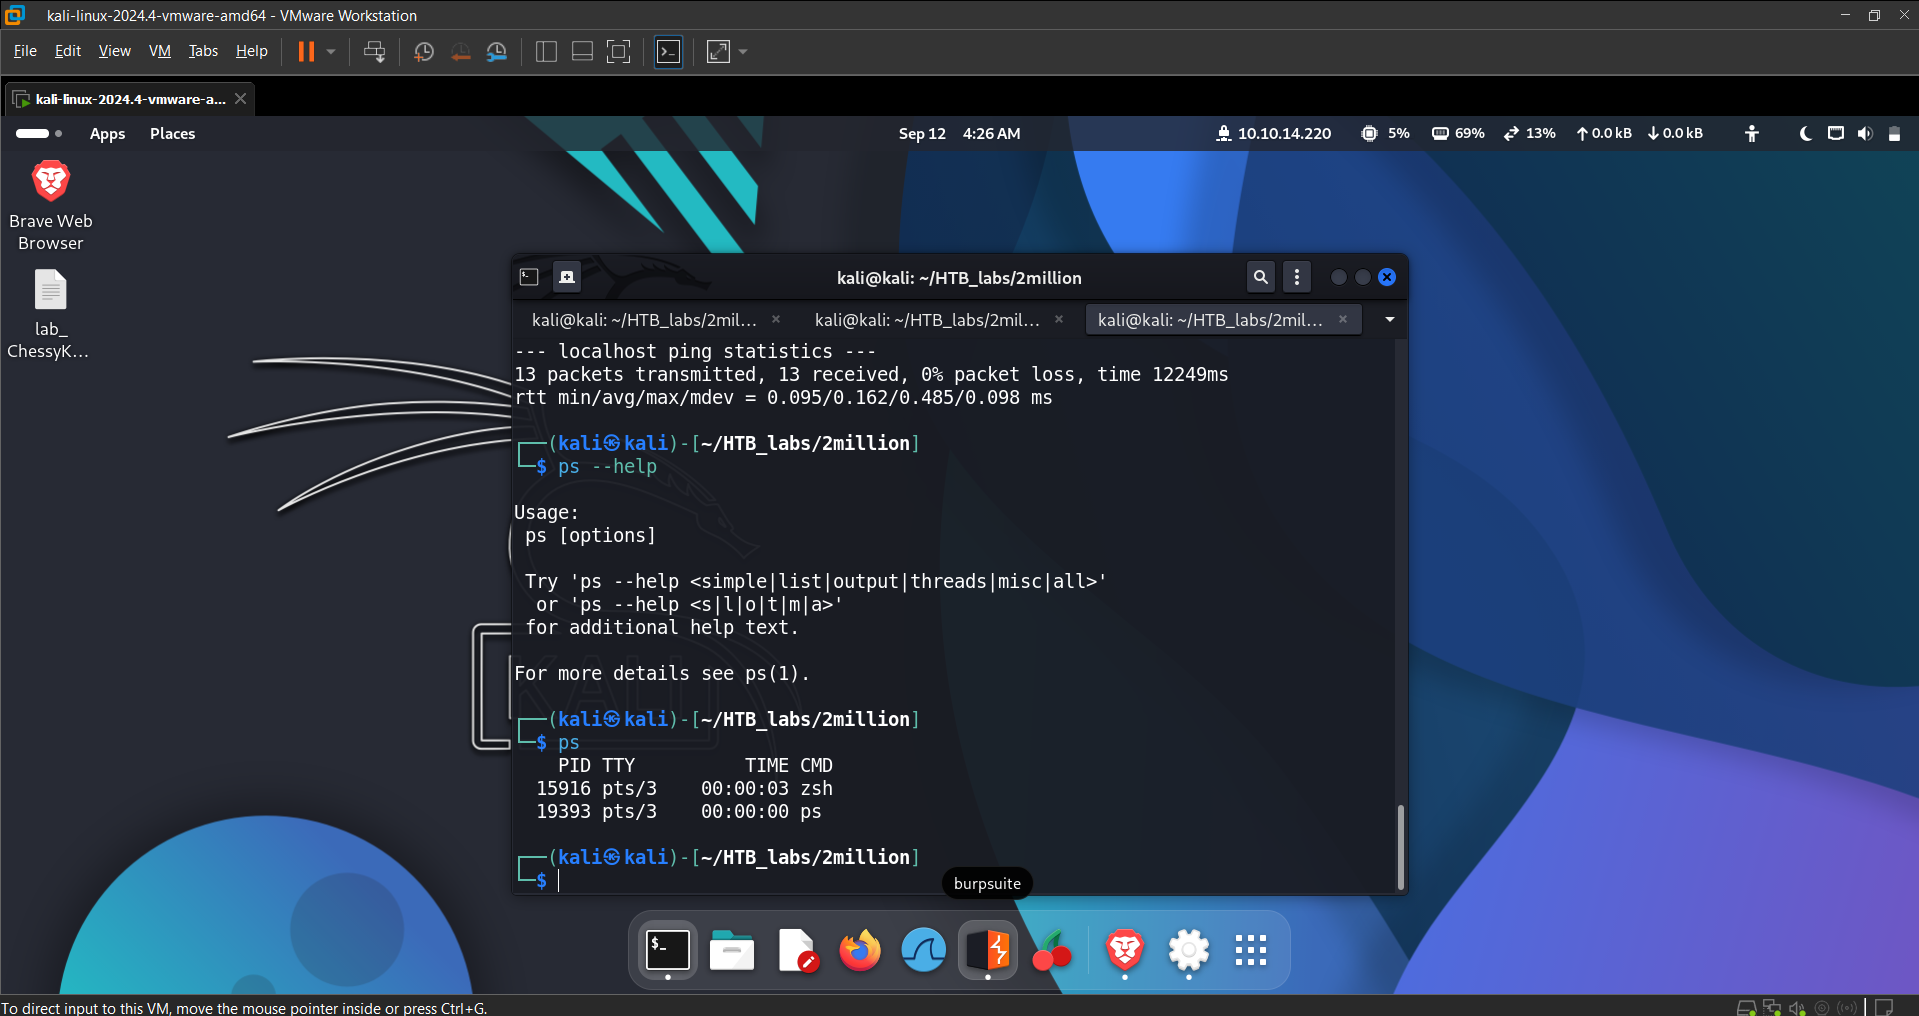 kali-linux-2024.4-vmware-amd64 - VMware Workstation
File Edit View VM Tabs Help
kali-linux-2024.4-vmware-a...
Apps Places Sep 12 4:26 AM 10.10.14.220 5% 69% 13% 0.0 kB 0.0 kB
Brave Web
Browser
lab_
ChessyK...
kali@kali: ~/HTB_labs/2million
kali@kali: ~/HTB_labs/2mil... kali@kali: ~/HTB_labs/2mil... kali@kali: ~/HTB_labs/2mil...
--- localhost ping statistics ---
13 packets transmitted, 13 received, 0% packet loss, time 12249ms
rtt min/avg/max/mdev = 0.095/0.162/0.485/0.098 ms
(kali㉿kali)-[~/HTB_labs/2million]
$ ps --help
Usage:
ps [options]
Try 'ps --help <simple|list|output|threads|misc|all>'
or 'ps --help <s|l|o|t|m|a>'
for additional help text.
For more details see ps(1).
(kali㉿kali)-[~/HTB_labs/2million]
$ ps
PID TTY TIME CMD
15916 pts/3 00:00:03 zsh
19393 pts/3 00:00:00 ps
(kali㉿kali)-[~/HTB_labs/2million]
$
KALI
burpsuite
$_
To direct input to this VM, move the mouse pointer inside or press Ctrl+G.